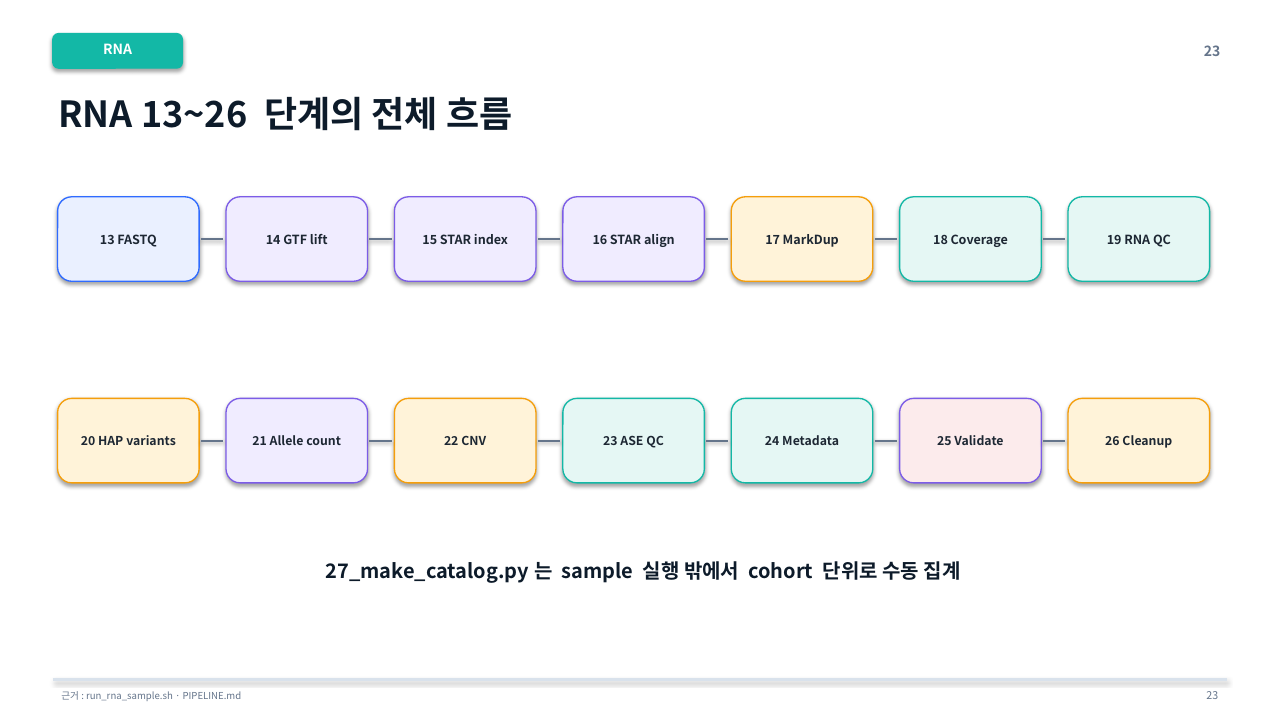 RNA
23
RNA 13~26 단계의 전체 흐름
13 FASTQ
14 GTF lift
15 STAR index
16 STAR align
17 MarkDup
18 Coverage
19 RNA QC
20 HAP variants
21 Allele count
22 CNV
23 ASE QC
24 Metadata
25 Validate
26 Cleanup
27_make_catalog.py 는 sample 실행 밖에서 cohort 단위로 수동 집계
근거 : run_rna_sample.sh · PIPELINE.md
23